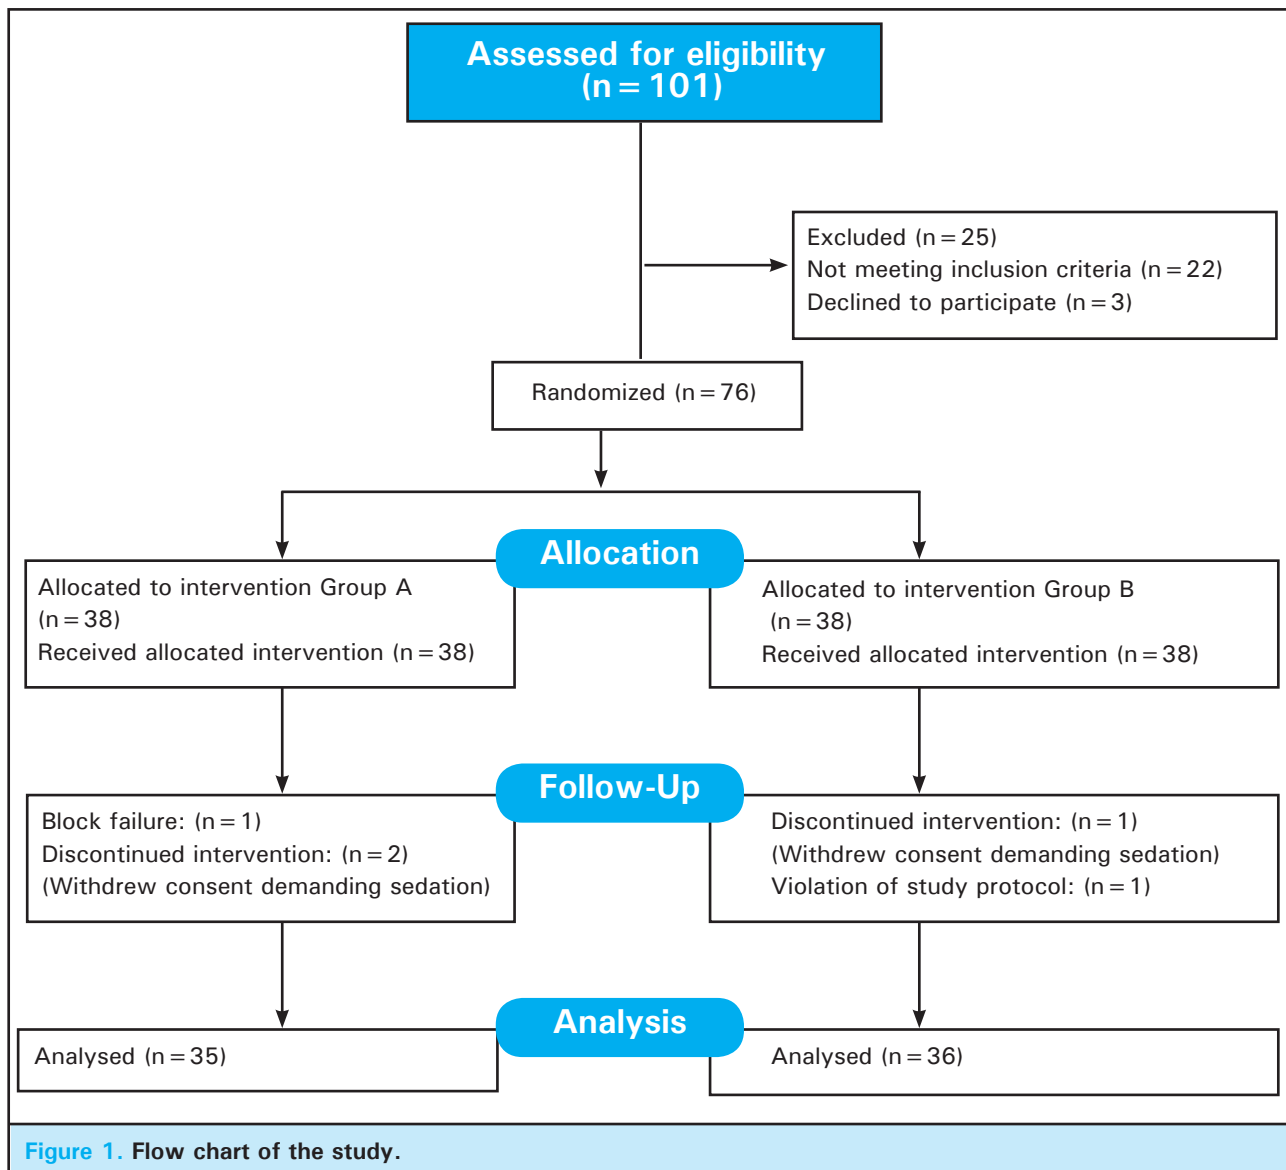 Assessed for eligibility
(n = 101)
Excluded (n = 25)
Not meeting inclusion criteria (n = 22)
Declined to participate (n = 3)
Randomized (n = 76)
Allocation
Allocated to intervention Group A
(n = 38)
Received allocated intervention (n = 38)
Allocated to intervention Group B
(n = 38)
Received allocated intervention (n = 38)
Follow-Up
Block failure: (n = 1)
Discontinued intervention: (n = 2)
(Withdrew consent demanding sedation)
Discontinued intervention: (n = 1)
(Withdrew consent demanding sedation)
Violation of study protocol: (n = 1)
Analysis
Analysed (n = 35)
Analysed (n = 36)
Figure 1. Flow chart of the study.